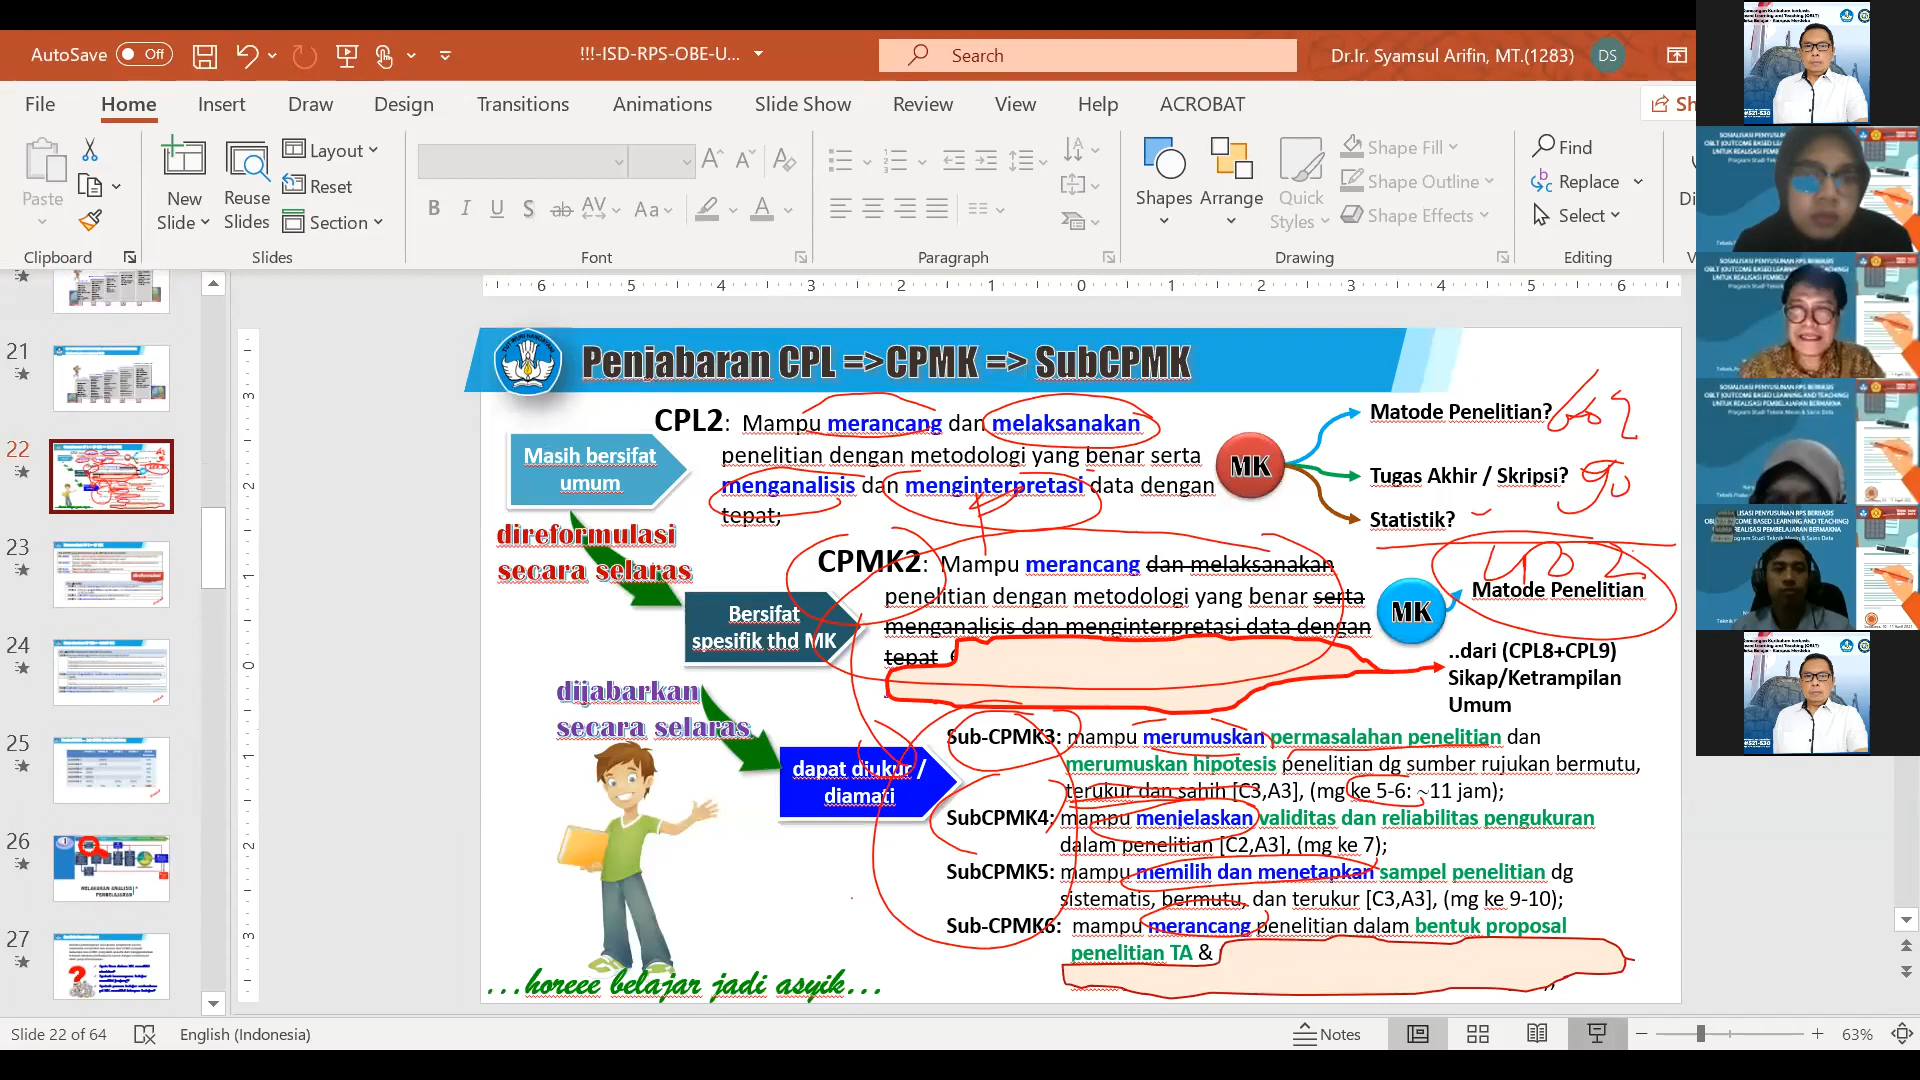 AutoSave Off
!!!-ISD-RPS-OBE-U...
Search
Dr.Ir. Syamsul Arifin, MT.(1283) DS
File Home Insert Draw Design Transitions Animations Slide Show Review View Help ACROBAT
Sh
Paste
New Slide
Reuse Slides
Layout
Reset
Section
Shapes
Arrange
Quick Styles
Shape Fill
Shape Outline
Shape Effects
Find
Replace
Select
Clipboard Slides Font Paragraph Drawing Editing
21
22
23
24
25
26
27
Penjabaran CPL =>CPMK => SubCPMK
Masih bersifat umum
CPL2: Mampu merancang dan melaksanakan
penelitian dengan metodologi yang benar serta
menganalisis dan menginterpretasi data dengan
tepat;
MK
Matode Penelitian?
Tugas Akhir / Skripsi?
Statistik?
direformulasi
secara selaras
Bersifat
spesifik thd MK
CPMK2: Mampu merancang dan melaksanakan
penelitian dengan metodologi yang benar serta
menganalisis dan menginterpretasi data dengan
tepat
MK
Matode Penelitian
..dari (CPL8+CPL9)
Sikap/Ketrampilan
Umum
dijabarkan
secara selaras
dapat diukur /
diamati
Sub-CPMK3: mampu merumuskan permasalahan penelitian dan
merumuskan hipotesis penelitian dg sumber rujukan bermutu,
terukur dan sahih [C3,A3], (mg ke 5-6: ~11 jam);
SubCPMK4: mampu menjelaskan validitas dan reliabilitas pengukuran
dalam penelitian [C2,A3], (mg ke 7);
SubCPMK5: mampu memilih dan menetapkan sampel penelitian dg
sistematis, bermutu, dan terukur [C3,A3], (mg ke 9-10);
Sub-CPMK6: mampu merancang penelitian dalam bentuk proposal
penelitian TA &
...horeee belajar jadi asyik...
Slide 22 of 64
English (Indonesia)
Notes
63%